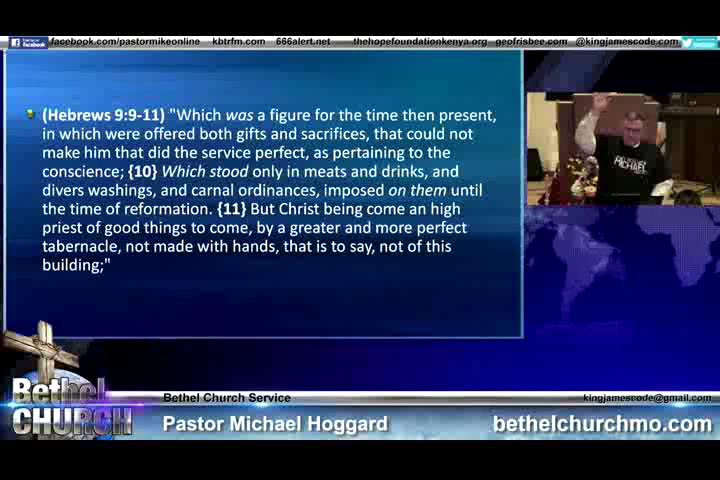 facebook.com/pastormikeonline kbtrfm.com 666alert.net thehopefoundationkenya.org geofrisbee.com @kingjamescode.com
(Hebrews 9:9-11) "Which was a figure for the time then present,
in which were offered both gifts and sacrifices, that could not
make him that did the service perfect, as pertaining to the
conscience; {10} Which stood only in meats and drinks, and
divers washings, and carnal ordinances, imposed on them until
the time of reformation. {11} But Christ being come an high
priest of good things to come, by a greater and more perfect
tabernacle, not made with hands, that is to say, not of this
building;"
Bethel
CHURCH
Bethel Church Service kingjamescode@gmail.com
Pastor Michael Hoggard bethelchurchmo.com